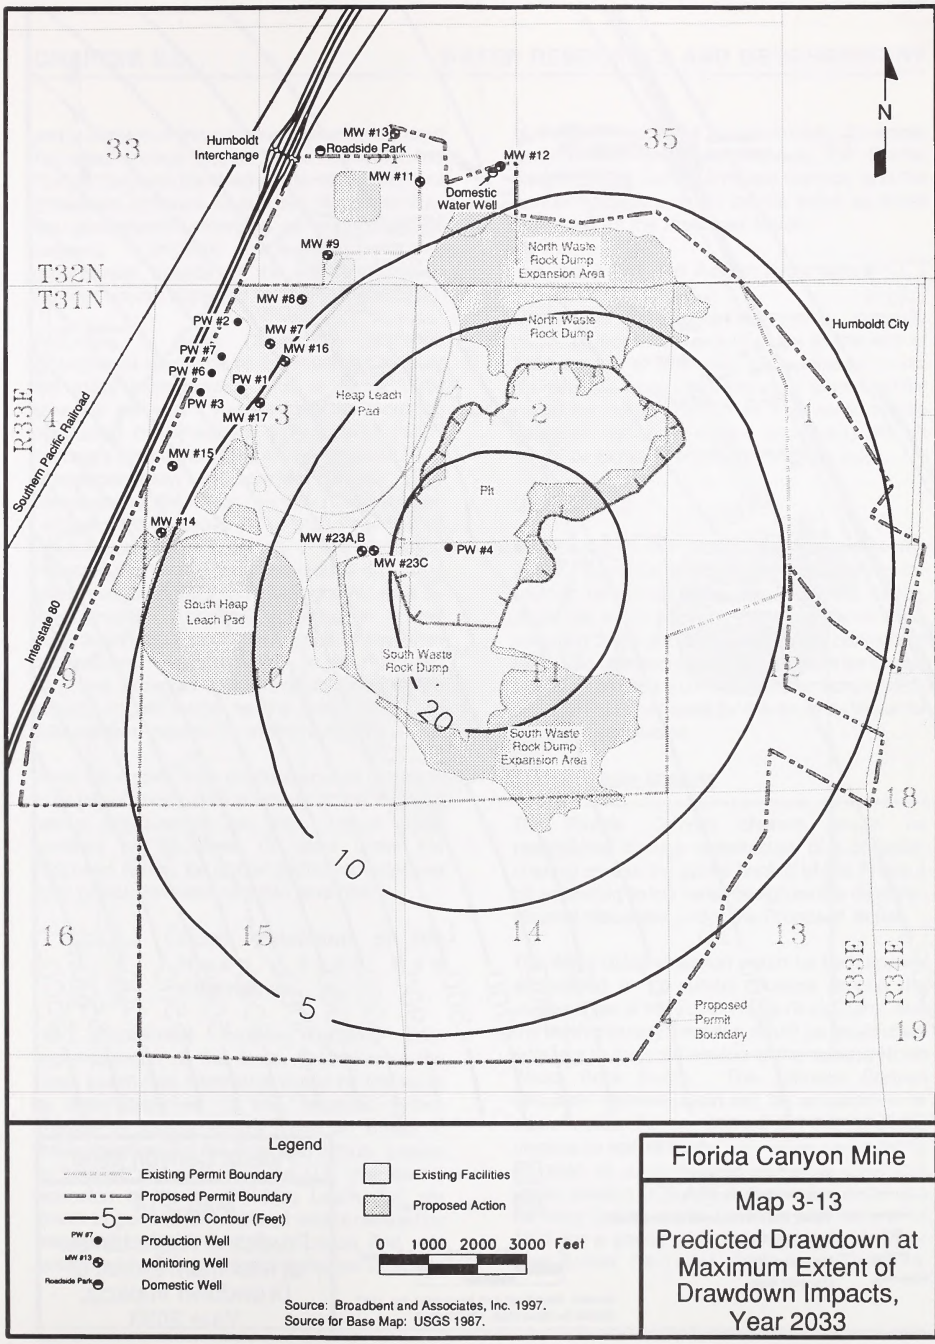 N
33
35
MW #13
Humboldt
Interchange
Roadside Park
MW #12
MW #11
Domestic
Water Well
MW #9
North Waste
Rock Dump
Expansion Area
T32N
T31N
MW #8
PW #2
North Waste
Rock Dump
Humboldt City
MW #7
MW #16
PW #7
PW #6
PW #1
PW #3
MW #17
Heap Leach
Pad
R33E
4
3
2
1
Southern Pacific Railroad
MW #15
Pit
MW #14
MW #23A,B
MW #23C
PW #4
South Heap
Leach Pad
Interstate 80
South Waste
Rock Dump
9
10
11
12
20
South Waste
Rock Dump
Expansion Area
18
10
16
15
14
13
R33E
R34E
5
Proposed
Permit
Boundary
19
Legend
Existing Permit Boundary
Proposed Permit Boundary
5 Drawdown Contour (Feet)
PW #7 Production Well
MW #13 Monitoring Well
Roadside Park Domestic Well
Existing Facilities
Proposed Action
0 1000 2000 3000 Feet
Source: Broadbent and Associates, Inc. 1997.
Source for Base Map: USGS 1987.
Florida Canyon Mine
Map 3-13
Predicted Drawdown at
Maximum Extent of
Drawdown Impacts,
Year 2033